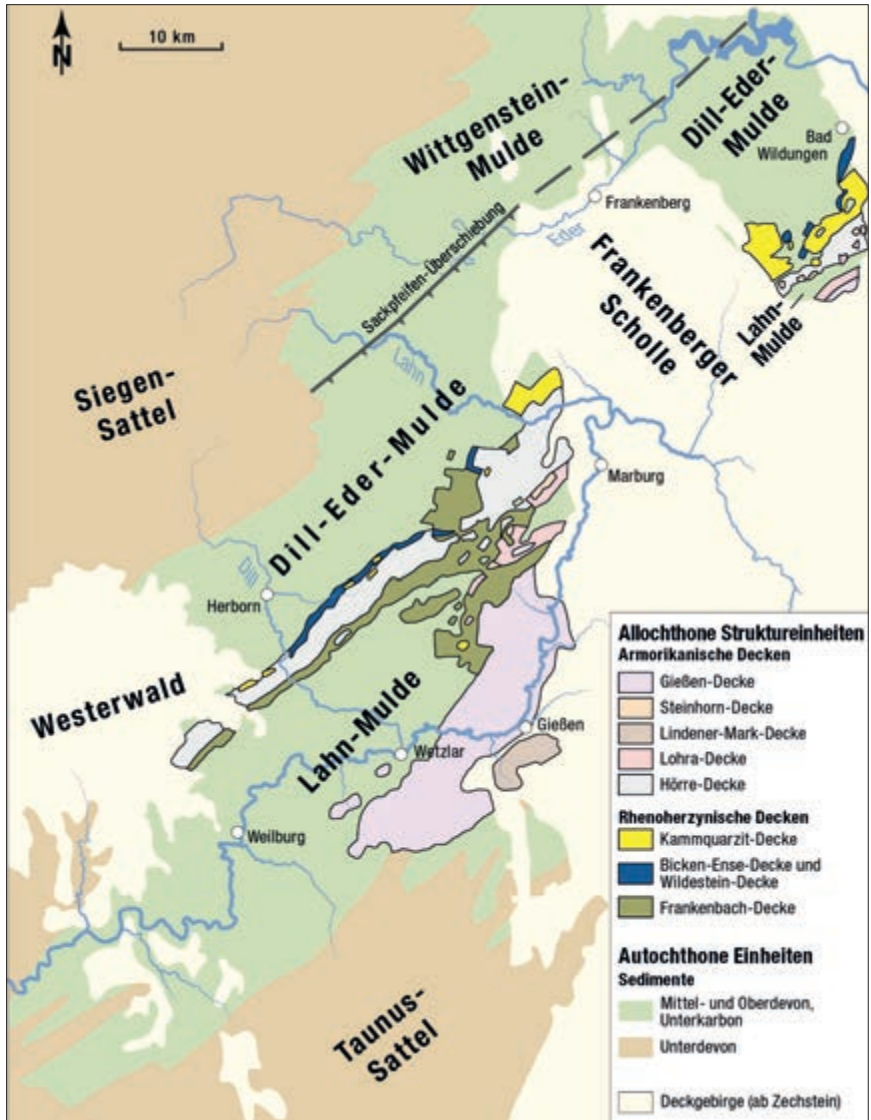 N
10 km
Wittgenstein-
Mulde
Dill-Eder-
Mulde
Bad
Wildungen
Frankenberg
Eder
Sackpfeifen-Überschiebung
Frankenberger
Scholle
Lahn-
Mulde
Siegen-
Sattel
Lahn
Dill-Eder-Mulde
Marburg
Dill
Herborn
Westerwald
Lahn-Mulde
Gießen
Wetzlar
Weilburg
Taunus-
Sattel
Allochthone Struktureinheiten
Armorikanische Decken
Gießen-Decke
Steinhorn-Decke
Lindener-Mark-Decke
Lohra-Decke
Hörre-Decke
Rhenoherzynische Decken
Kammquarzit-Decke
Bicken-Ense-Decke und
Wildestein-Decke
Frankenbach-Decke
Autochthone Einheiten
Sedimente
Mittel- und Oberdevon,
Unterkarbon
Unterdevon
Deckgebirge (ab Zechstein)